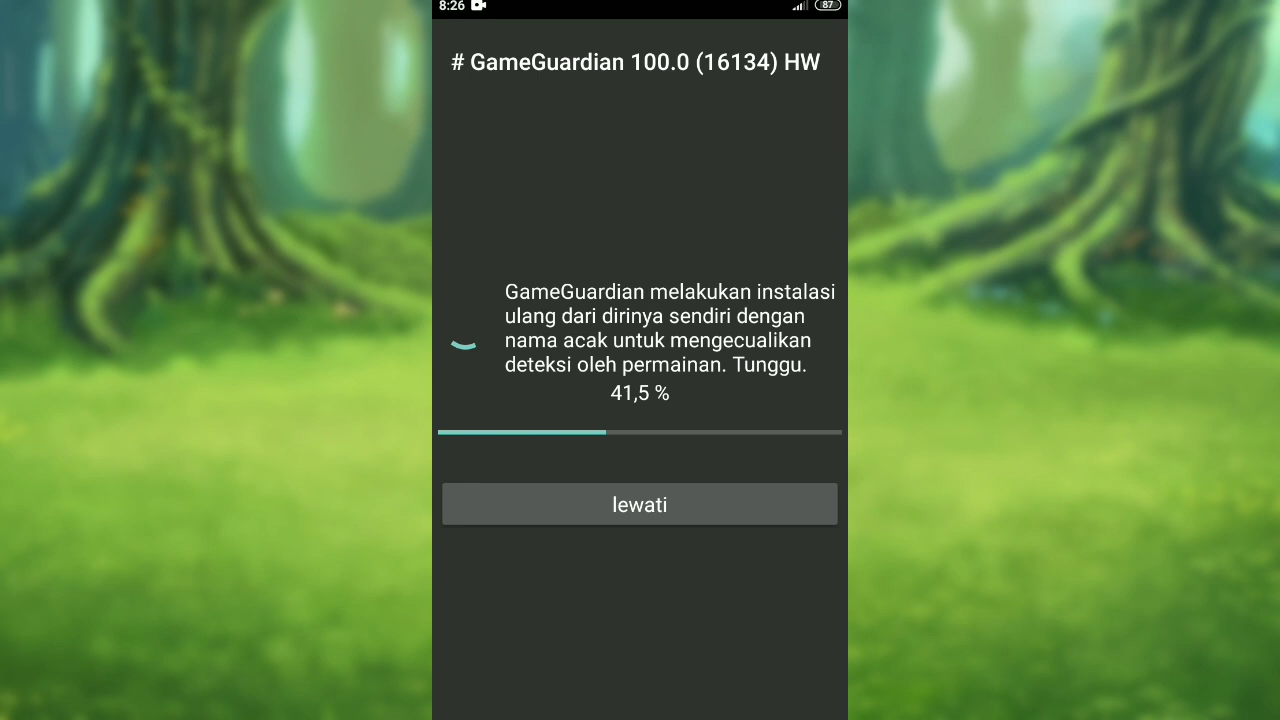 8:26 87
# GameGuardian 100.0 (16134) HW
GameGuardian melakukan instalasi
ulang dari dirinya sendiri dengan
nama acak untuk mengecualikan
deteksi oleh permainan. Tunggu.
41,5 %
lewati